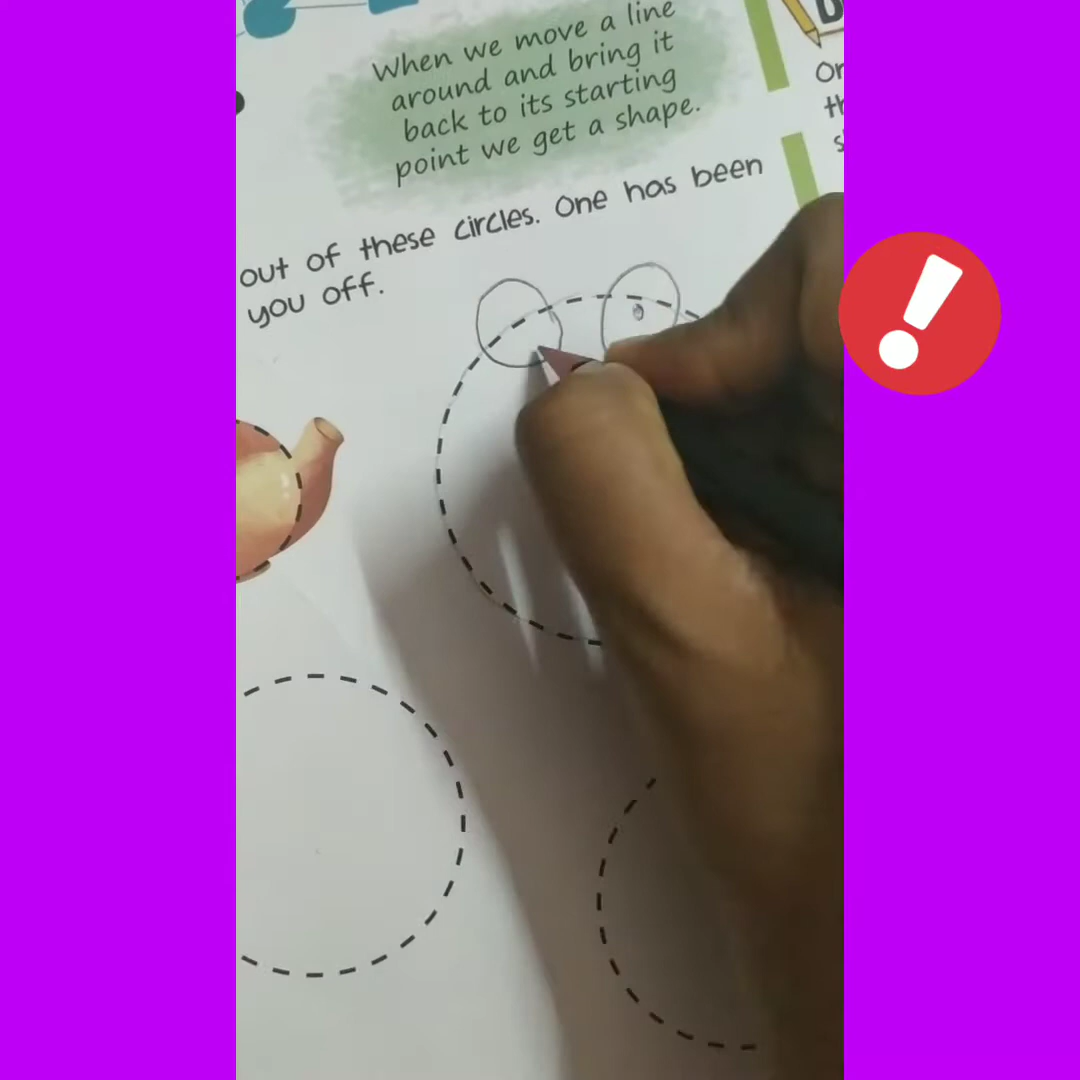 When we move a line
around and bring it
back to its starting
point we get a shape.
out of these circles. One has been
you off.